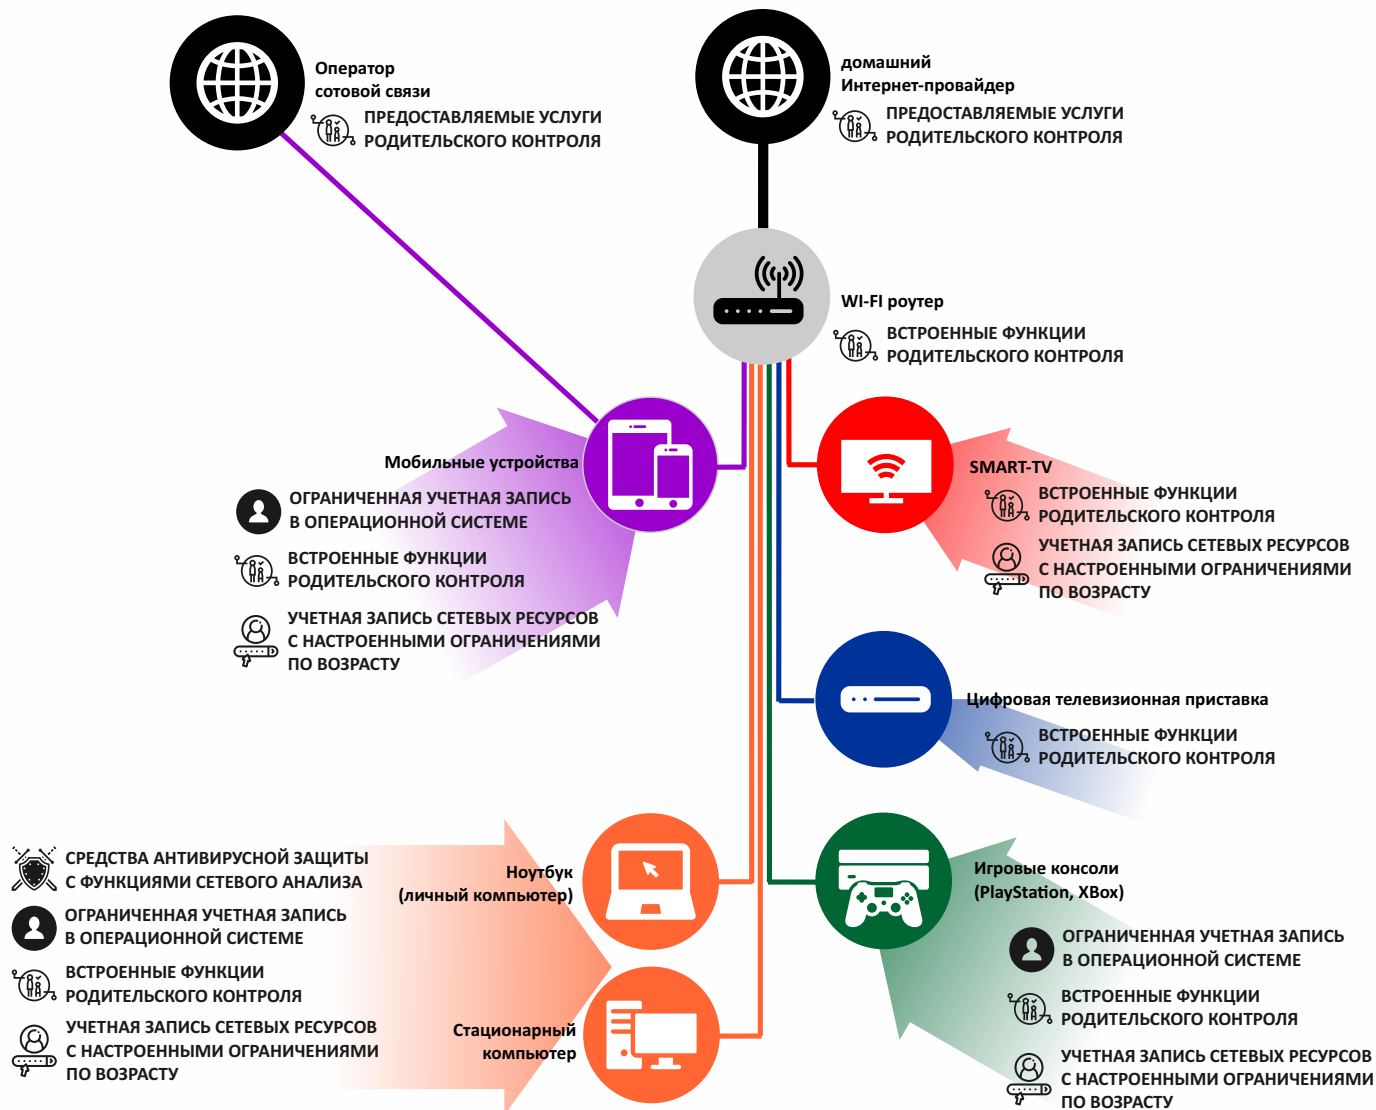 Оператор
сотовой связи
ПРЕДОСТАВЛЯЕМЫЕ УСЛУГИ
РОДИТЕЛЬСКОГО КОНТРОЛЯ
домашний
Интернет-провайдер
ПРЕДОСТАВЛЯЕМЫЕ УСЛУГИ
РОДИТЕЛЬСКОГО КОНТРОЛЯ
WI-FI роутер
ВСТРОЕННЫЕ ФУНКЦИИ
РОДИТЕЛЬСКОГО КОНТРОЛЯ
Мобильные устройства
ОГРАНИЧЕННАЯ УЧЕТНАЯ ЗАПИСЬ
В ОПЕРАЦИОННОЙ СИСТЕМЕ
ВСТРОЕННЫЕ ФУНКЦИИ
РОДИТЕЛЬСКОГО КОНТРОЛЯ
УЧЕТНАЯ ЗАПИСЬ СЕТЕВЫХ РЕСУРСОВ
С НАСТРОЕННЫМИ ОГРАНИЧЕНИЯМИ
ПО ВОЗРАСТУ
SMART-TV
ВСТРОЕННЫЕ ФУНКЦИИ
РОДИТЕЛЬСКОГО КОНТРОЛЯ
УЧЕТНАЯ ЗАПИСЬ СЕТЕВЫХ РЕСУРСОВ
С НАСТРОЕННЫМИ ОГРАНИЧЕНИЯМИ
ПО ВОЗРАСТУ
Цифровая телевизионная приставка
ВСТРОЕННЫЕ ФУНКЦИИ
РОДИТЕЛЬСКОГО КОНТРОЛЯ
СРЕДСТВА АНТИВИРУСНОЙ ЗАЩИТЫ
С ФУНКЦИЯМИ СЕТЕВОГО АНАЛИЗА
ОГРАНИЧЕННАЯ УЧЕТНАЯ ЗАПИСЬ
В ОПЕРАЦИОННОЙ СИСТЕМЕ
ВСТРОЕННЫЕ ФУНКЦИИ
РОДИТЕЛЬСКОГО КОНТРОЛЯ
УЧЕТНАЯ ЗАПИСЬ СЕТЕВЫХ РЕСУРСОВ
С НАСТРОЕННЫМИ ОГРАНИЧЕНИЯМИ
ПО ВОЗРАСТУ
Ноутбук
(личный компьютер)
Стационарный
компьютер
Игровые консоли
(PlayStation, XBox)
ОГРАНИЧЕННАЯ УЧЕТНАЯ ЗАПИСЬ
В ОПЕРАЦИОННОЙ СИСТЕМЕ
ВСТРОЕННЫЕ ФУНКЦИИ
РОДИТЕЛЬСКОГО КОНТРОЛЯ
УЧЕТНАЯ ЗАПИСЬ СЕТЕВЫХ РЕСУРСОВ
С НАСТРОЕННЫМИ ОГРАНИЧЕНИЯМИ
ПО ВОЗРАСТУ